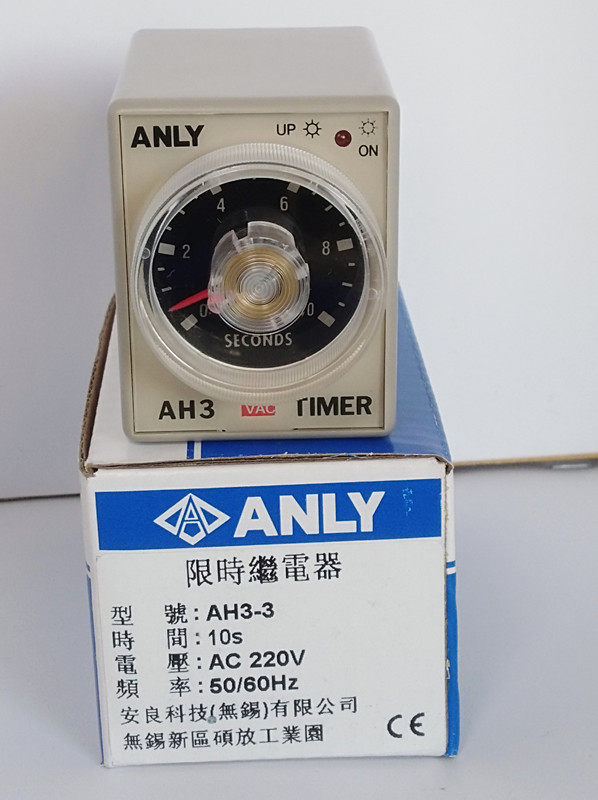 ANLY
UP
ON
4 6
2 8
0
SECONDS
AH3 VAC TIMER
ANLY
限時繼電器
型 號: AH3-3
時 間: 10s
電 壓: AC 220V
頻 率: 50/60Hz
安良科技(無錫)有限公司
無錫新區碩放工業園
CE